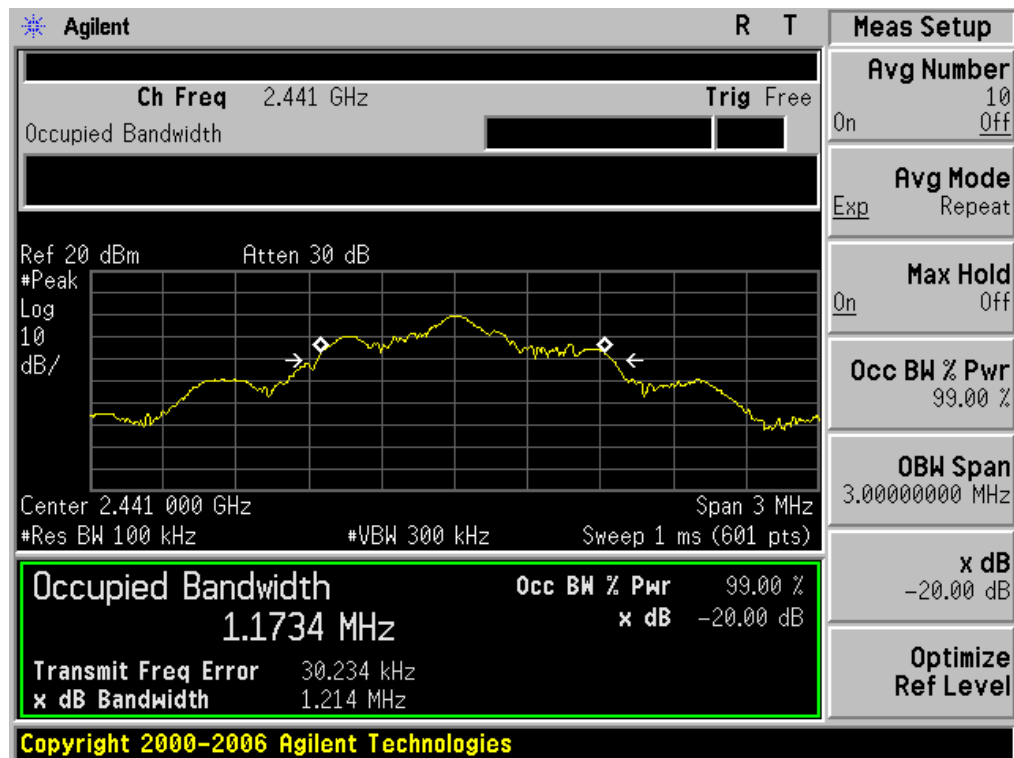 Agilent R T
Ch Freq 2.441 GHz Trig Free
Occupied Bandwidth
Ref 20 dBm Atten 30 dB
#Peak
Log
10
dB/
Center 2.441 000 GHz Span 3 MHz
#Res BW 100 kHz #VBW 300 kHz Sweep 1 ms (601 pts)
Occupied Bandwidth Occ BW % Pwr 99.00 %
1.1734 MHz x dB -20.00 dB
Transmit Freq Error 30.234 kHz
x dB Bandwidth 1.214 MHz
Copyright 2000-2006 Agilent Technologies
Meas Setup
Avg Number
10
On Off
Avg Mode
Exp Repeat
Max Hold
On Off
Occ BW % Pwr
99.00 %
OBW Span
3.00000000 MHz
x dB
-20.00 dB
Optimize
Ref Level